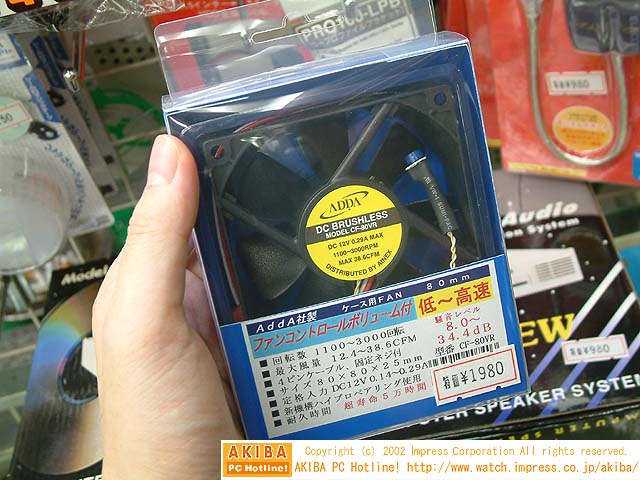 PRO1CJ-LPB
¥980
Audio
ion System
ADDA
DC BRUSHLESS
MODEL CF-80VR
DC 12V 0.29A MAX
1100~3000RPM
MAX 38.6CFM
DISTRIBUTED BY AINEX
AddA社製 ケース用FAN 80mm
ファンコントロールボリューム付
低~高速
騒音レベル
8.0~
34.4dB
型番 CF-80VR
■回転数 1100~3000回転
■最大風量 12.4~38.6CFM
■4ピンケーブル、固定ネジ付
■サイズ 80×80×25mm
■定格入力 DC12V 0.14~0.29A
■新機構ハイプロベアリング使用
■耐久時間 超寿命5万時間
¥1980
Model
EW
¥6980
UTER SPEAKER SYSTEM
AKIBA
PC Hotline!
Copyright (c) 2002 Impress Corporation All rights reserved.
AKIBA PC Hotline! http://www.watch.impress.co.jp/akiba/